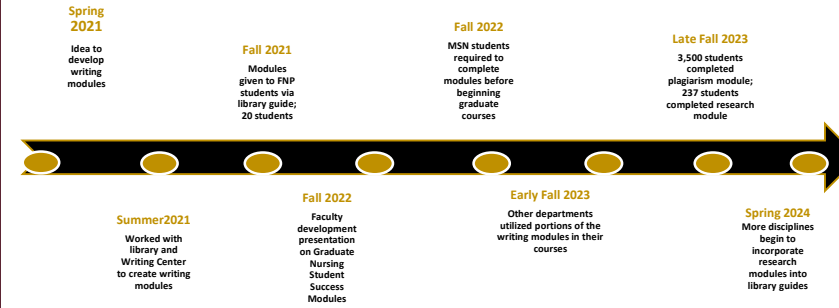 Spring
2021
Idea to
develop
writing
modules
Summer2021
Worked with
library and
Writing Center
to create writing
modules
Fall 2021
Modules
given to FNP
students via
library guide;
20 students
Fall 2022
Faculty
development
presentation
on Graduate
Nursing
Student
Success
Modules
Fall 2022
MSN students
required to
complete
modules before
beginning
graduate
courses
Early Fall 2023
Other departments
utilized portions of the
writing modules in their
courses
Late Fall 2023
3,500 students
completed
plagiarism module;
237 students
completed research
module
Spring 2024
More disciplines
begin to
incorporate
research
modules into
library guides